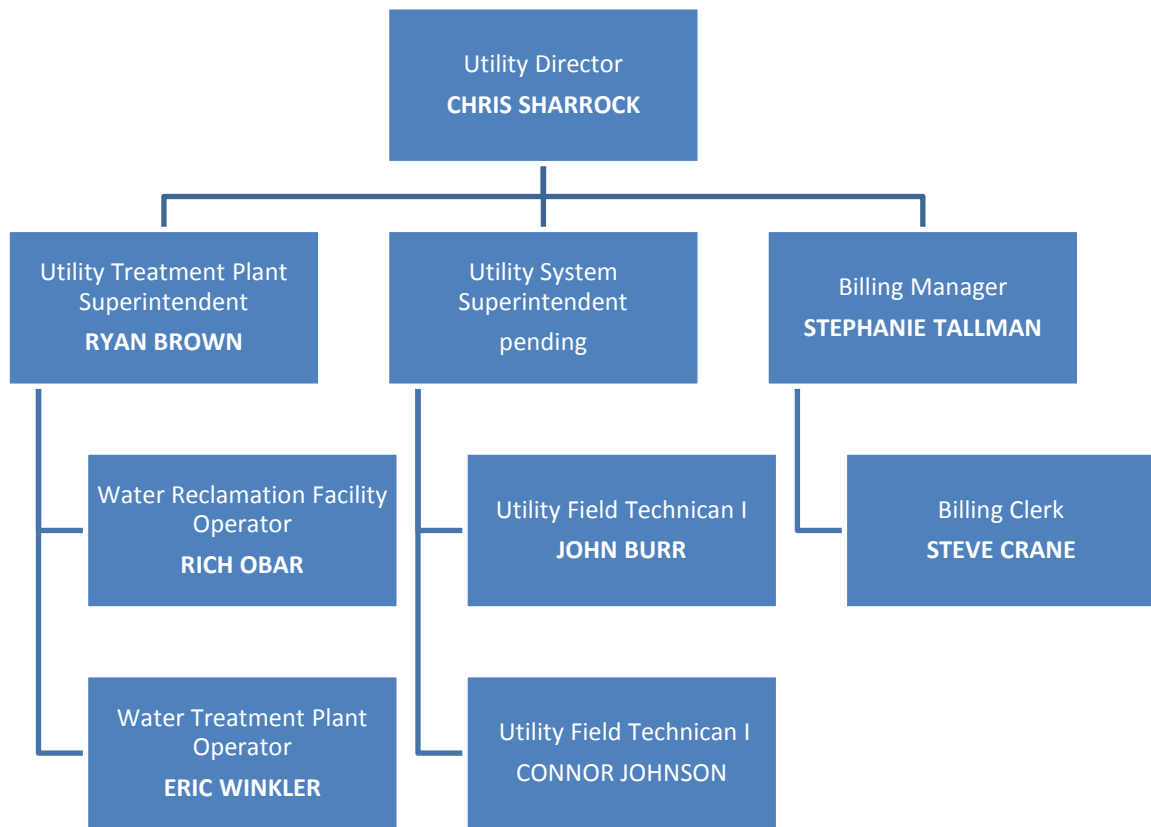 Utility Director
CHRIS SHARROCK
Utility Treatment Plant
Superintendent
RYAN BROWN
Utility System
Superintendent
pending
Billing Manager
STEPHANIE TALLMAN
Water Reclamation Facility
Operator
RICH OBAR
Utility Field Technican I
JOHN BURR
Billing Clerk
STEVE CRANE
Water Treatment Plant
Operator
ERIC WINKLER
Utility Field Technican I
CONNOR JOHNSON